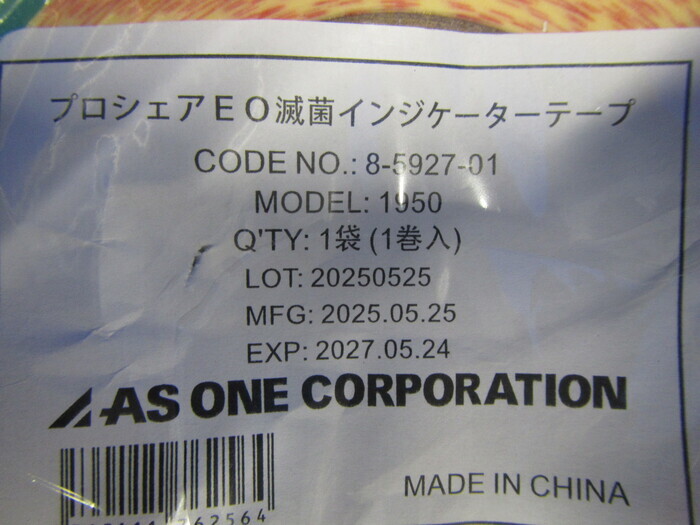 プロシェアＥＯ滅菌インジケーターテープ
CODE NO.: 8-5927-01
MODEL: 1950
Q'TY: 1袋 (1巻入)
LOT: 20250525
MFG: 2025.05.25
EXP: 2027.05.24
AS ONE CORPORATION
262564
MADE IN CHINA